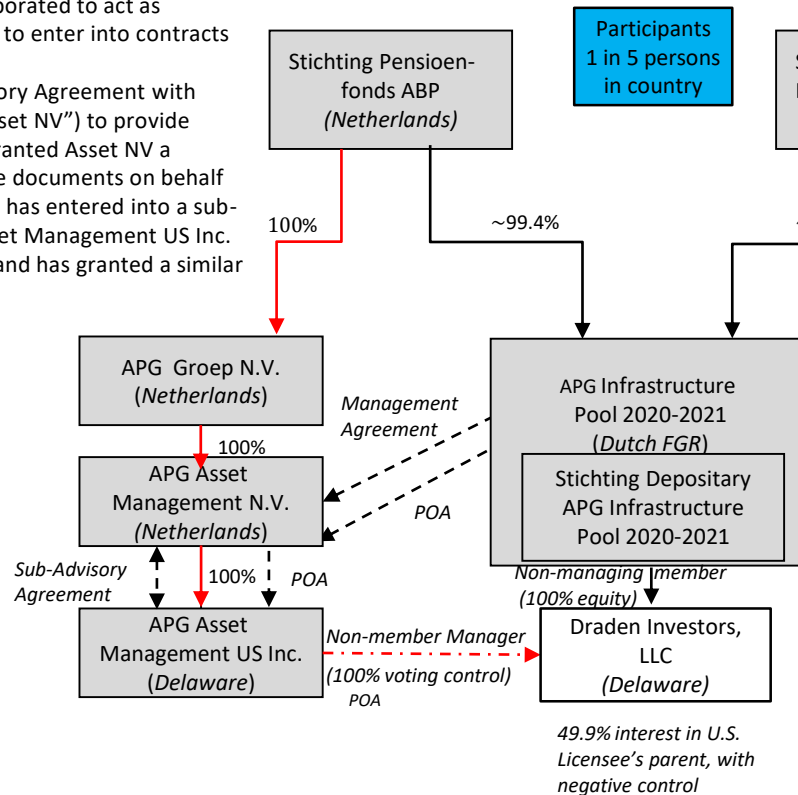 to act as
to enter into contracts
Agreement with
NV”) to provide
granted Asset NV a
documents on behalf
has entered into a sub-
Management US Inc.
and has granted a similar
Stichting Pensioen-
fonds ABP
(Netherlands)
Participants
1 in 5 persons
in country
100%
~99.4%
APG Groep N.V.
(Netherlands)
100%
APG Asset
Management N.V.
(Netherlands)
Management
Agreement
POA
APG Infrastructure
Pool 2020-2021
(Dutch FGR)
Stichting Depositary
APG Infrastructure
Pool 2020-2021
Sub-Advisory
Agreement
100%
POA
Non-managing member
(100% equity)
APG Asset
Management US Inc.
(Delaware)
Non-member Manager
(100% voting control)
POA
Draden Investors,
LLC
(Delaware)
49.9% interest in U.S.
Licensee’s parent, with
negative control